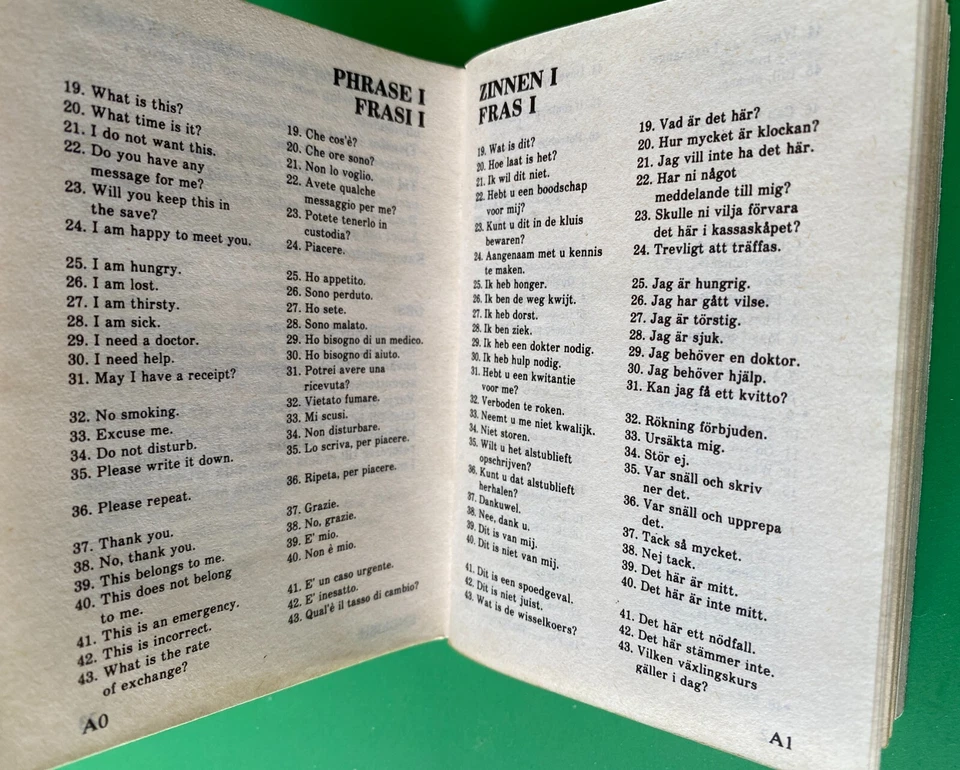 PHRASE I
FRASI I
19. What is this?
20. What time is it?
21. I do not want this.
22. Do you have any
message for me?
23. Will you keep this in
the save?
24. I am happy to meet you.
25. I am hungry.
26. I am lost.
27. I am thirsty.
28. I am sick.
29. I need a doctor.
30. I need help.
31. May I have a receipt?
32. No smoking.
33. Excuse me.
34. Do not disturb.
35. Please write it down.
36. Please repeat.
37. Thank you.
38. No, thank you.
39. This belongs to me.
40. This does not belong
to me.
41. This is an emergency.
42. This is incorrect.
43. What is the rate
of exchange?
19. Che cos'è?
20. Che ore sono?
21. Non lo voglio.
22. Avete qualche
messaggio per me?
23. Potete tenerlo in
custodia?
24. Piacere.
25. Ho appetito.
26. Sono perduto.
27. Ho sete.
28. Sono malato.
29. Ho bisogno di un medico.
30. Ho bisogno di aiuto.
31. Potrei avere una
ricevuta?
32. Vietato fumare.
33. Mi scusi.
34. Non disturbare.
35. Lo scriva, per piacere.
36. Ripeta, per piacere.
37. Grazie.
38. No, grazie.
39. E' mio.
40. Non è mio.
41. E' un caso urgente.
42. E' inesatto.
43. Qual'è il tasso di cambio?
A0
ZINNEN I
FRAS I
19. Wat is dit?
20. Hoe laat is het?
21. Ik wil dit niet.
22. Hebt u een boodschap
voor mij?
23. Kunt u dit in de kluis
bewaren?
24. Aangenaam met u kennis
te maken.
25. Ik heb honger.
26. Ik ben de weg kwijt.
27. Ik heb dorst.
28. Ik ben ziek.
29. Ik heb een dokter nodig.
30. Ik heb hulp nodig.
31. Hebt u een kwitantie
voor me?
32. Verboden te roken.
33. Neemt u me niet kwalijk.
34. Niet storen.
35. Wilt u het alstublieft
opschrijven?
36. Kunt u dat alstublieft
herhalen?
37. Dankuwel.
38. Nee, dank u.
39. Dit is van mij.
40. Dit is niet van mij.
41. Dit is een spoedgeval.
42. Dit is niet juist.
43. Wat is de wisselkoers?
19. Vad är det här?
20. Hur mycket är klockan?
21. Jag vill inte ha det här.
22. Har ni något
meddelande till mig?
23. Skulle ni vilja förvara
det här i kassaskåpet?
24. Trevligt att träffas.
25. Jag är hungrig.
26. Jag har gått vilse.
27. Jag är törstig.
28. Jag är sjuk.
29. Jag behöver en doktor.
30. Jag behöver hjälp.
31. Kan jag få ett kvitto?
32. Rökning förbjuden.
33. Ursäkta mig.
34. Stör ej.
35. Var snäll och skriv
ner det.
36. Var snäll och upprepa
det.
37. Tack så mycket.
38. Nej tack.
39. Det här är mitt.
40. Det här är inte mitt.
41. Det här ett nödfall.
42. Det här stämmer inte.
43. Vilken växlingskurs
gäller i dag?
A1